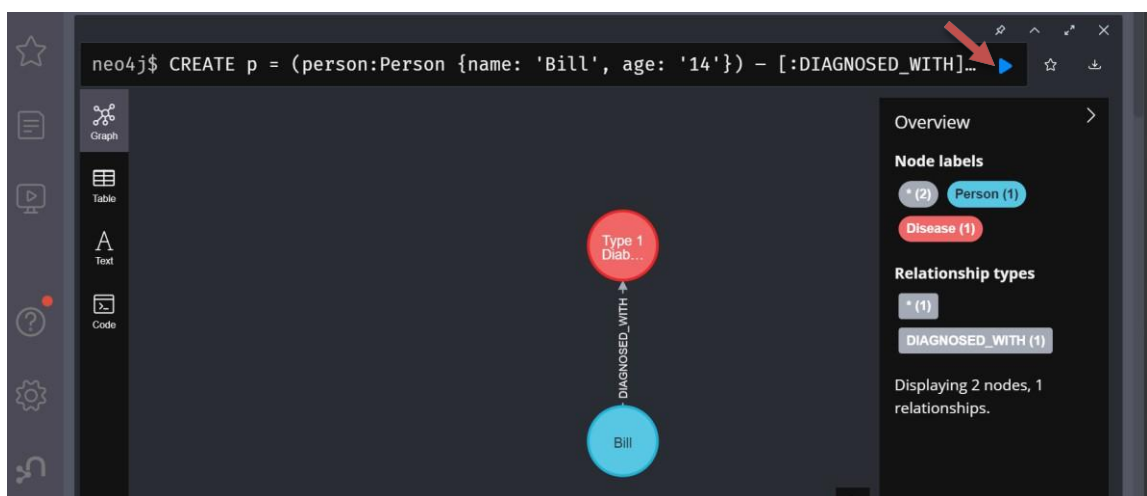 neo4j$ CREATE p = (person:Person {name: 'Bill', age: '14'}) – [:DIAGNOSED_WITH]…
Graph
Table
A
Text
Code
Type 1
Diab...
DIAGNOSED_WITH
Bill
Overview
Node labels
* (2) Person (1)
Disease (1)
Relationship types
* (1)
DIAGNOSED_WITH (1)
Displaying 2 nodes, 1
relationships.